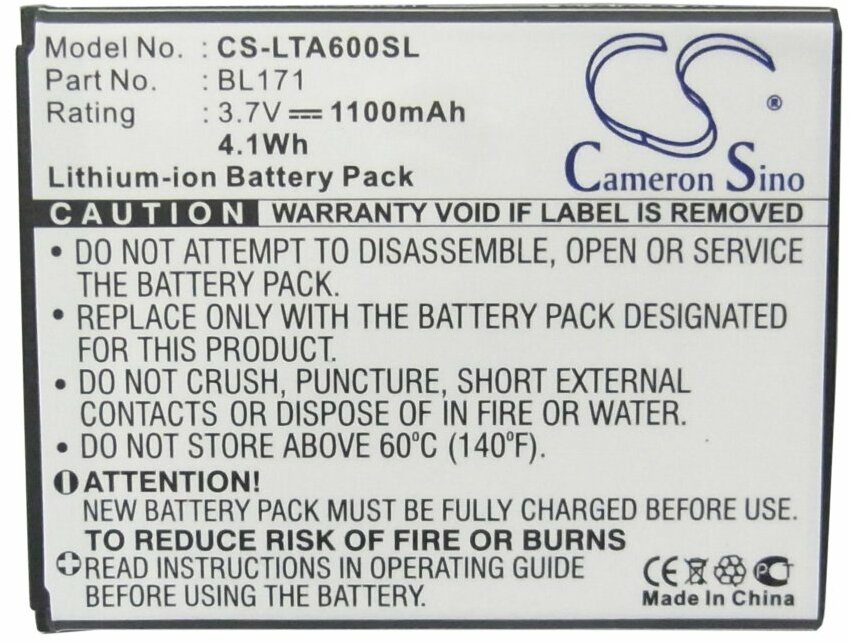 Model No. : CS-LTA600SL
Part No. : BL171
Rating : 3.7V 1100mAh
4.1Wh
Lithium-ion Battery Pack
CS ®
Cameron Sino
CAUTION WARRANTY VOID IF LABEL IS REMOVED
• DO NOT ATTEMPT TO DISASSEMBLE, OPEN OR SERVICE
THE BATTERY PACK.
• REPLACE ONLY WITH THE BATTERY PACK DESIGNATED
FOR THIS PRODUCT.
• DO NOT CRUSH, PUNCTURE, SHORT EXTERNAL
CONTACTS OR DISPOSE OF IN FIRE OR WATER.
• DO NOT STORE ABOVE 60°C (140°F).
ATTENTION!
NEW BATTERY PACK MUST BE FULLY CHARGED BEFORE USE.
TO REDUCE RISK OF FIRE OR BURNS
READ INSTRUCTIONS IN OPERATING GUIDE
BEFORE USING THE BATTERY.
CE PCT
Made In China